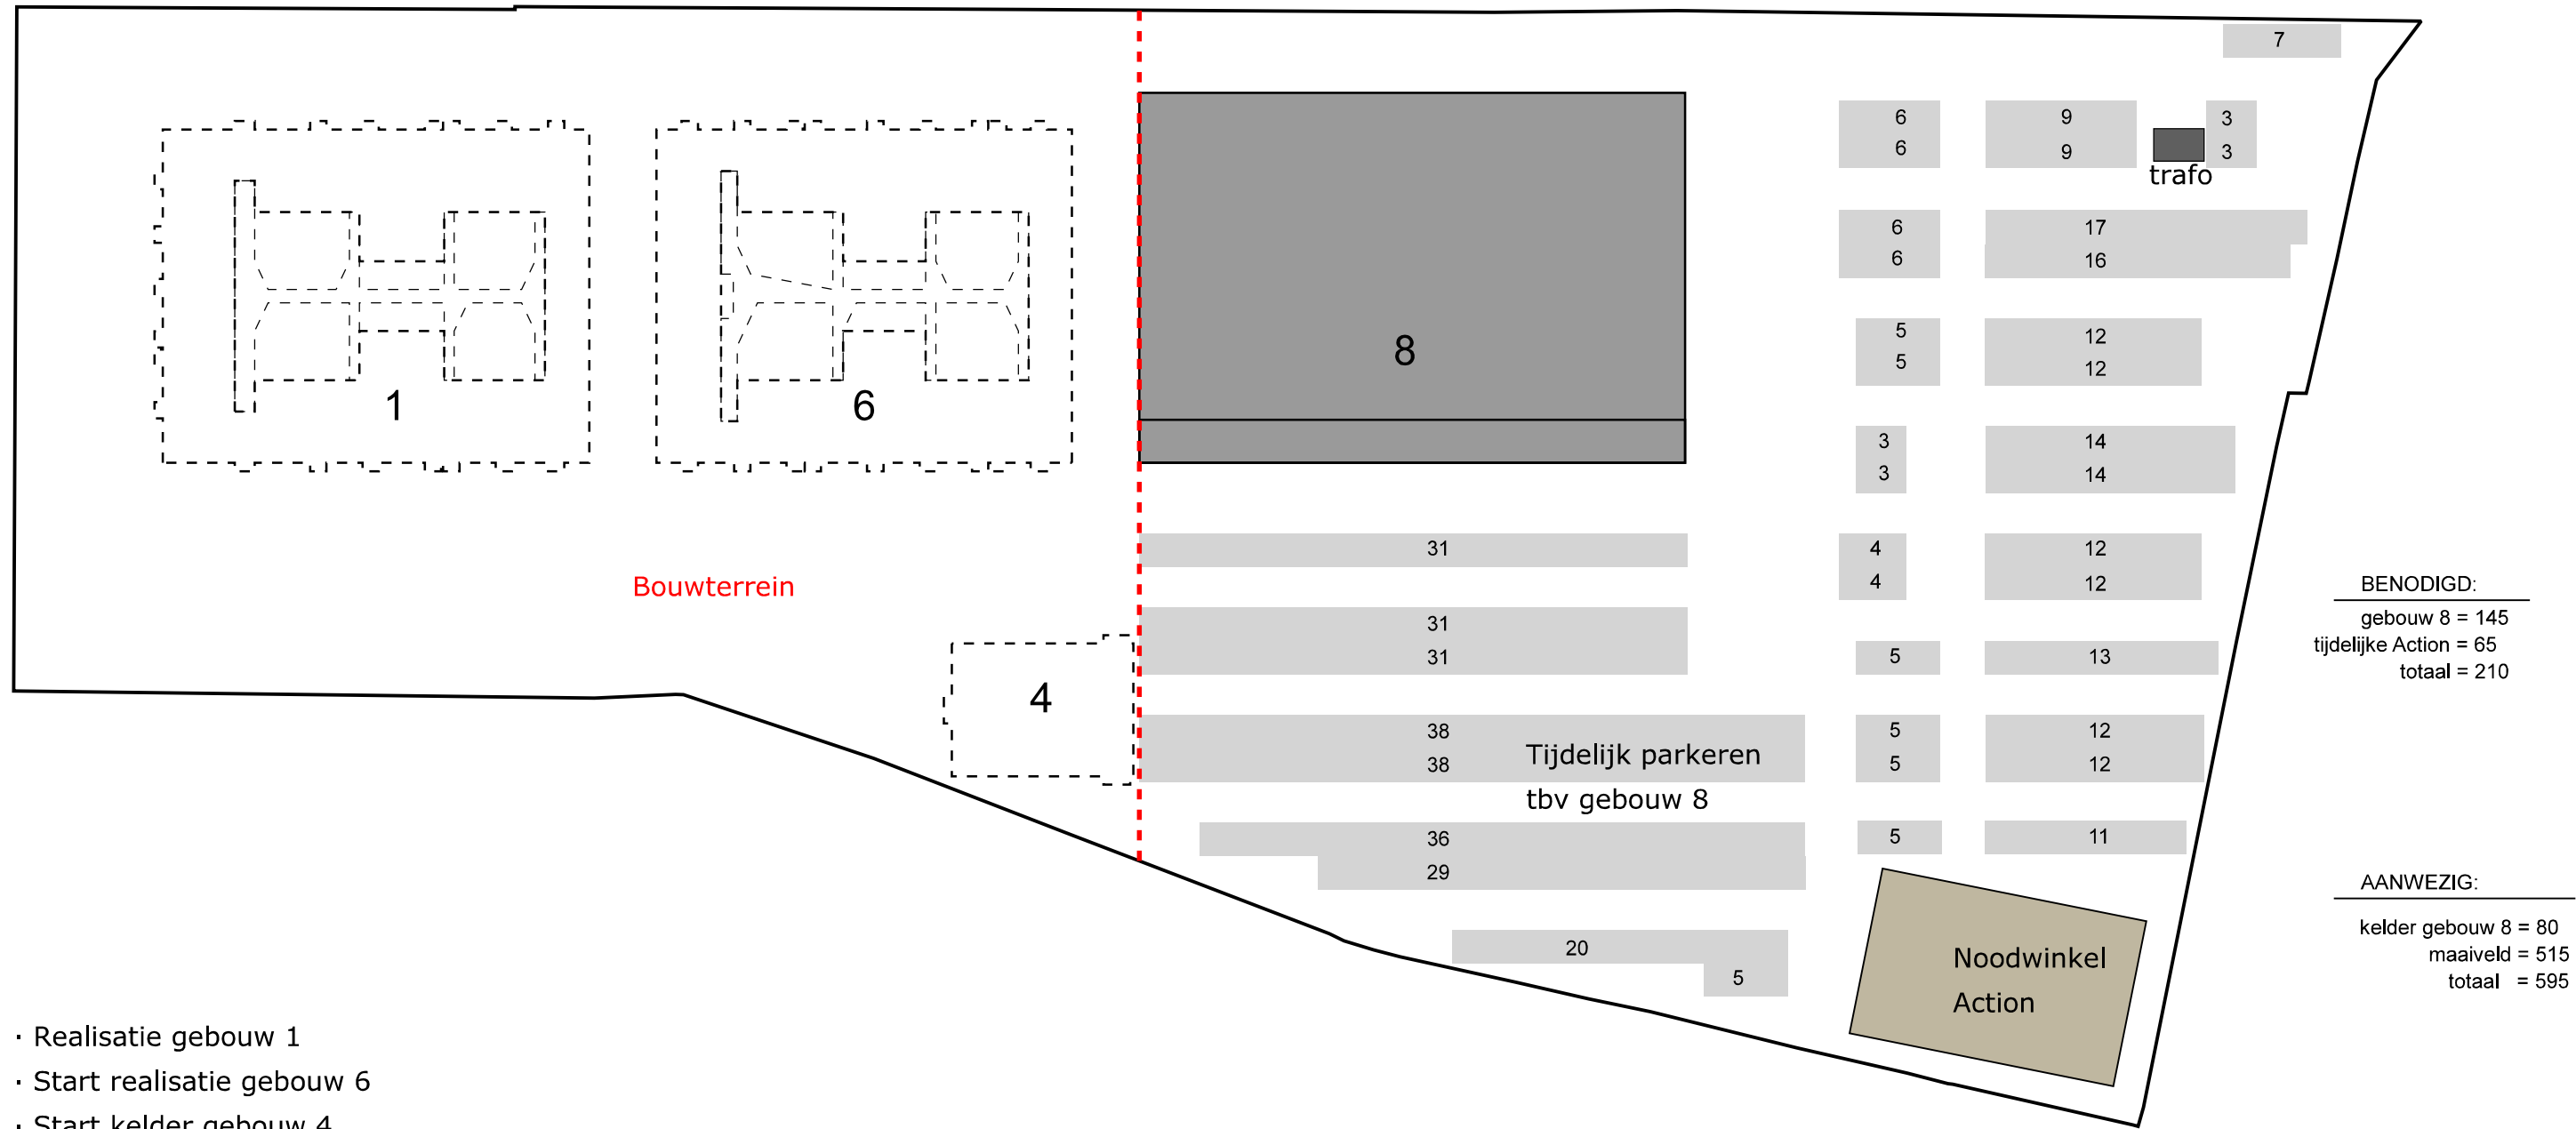 7
6 9 3
6 9 3
trafo
6 17
6 16
5 12
5 12
8
1
6
3 14
3 14
31 4 12
Bouwterrein
4 12
BENODIGD:
gebouw 8 = 145
tijdelijke Action = 65
totaal = 210
31
31 5 13
4
38 5 12
38 5 12
Tijdelijk parkeren
tbv gebouw 8
36 5 11
29
AANWEZIG:
kelder gebouw 8 = 80
maaiveld = 515
totaal = 595
20
5
Noodwinkel
Action
· Realisatie gebouw 1
· Start realisatie gebouw 6
· Start kelder gebouw 4